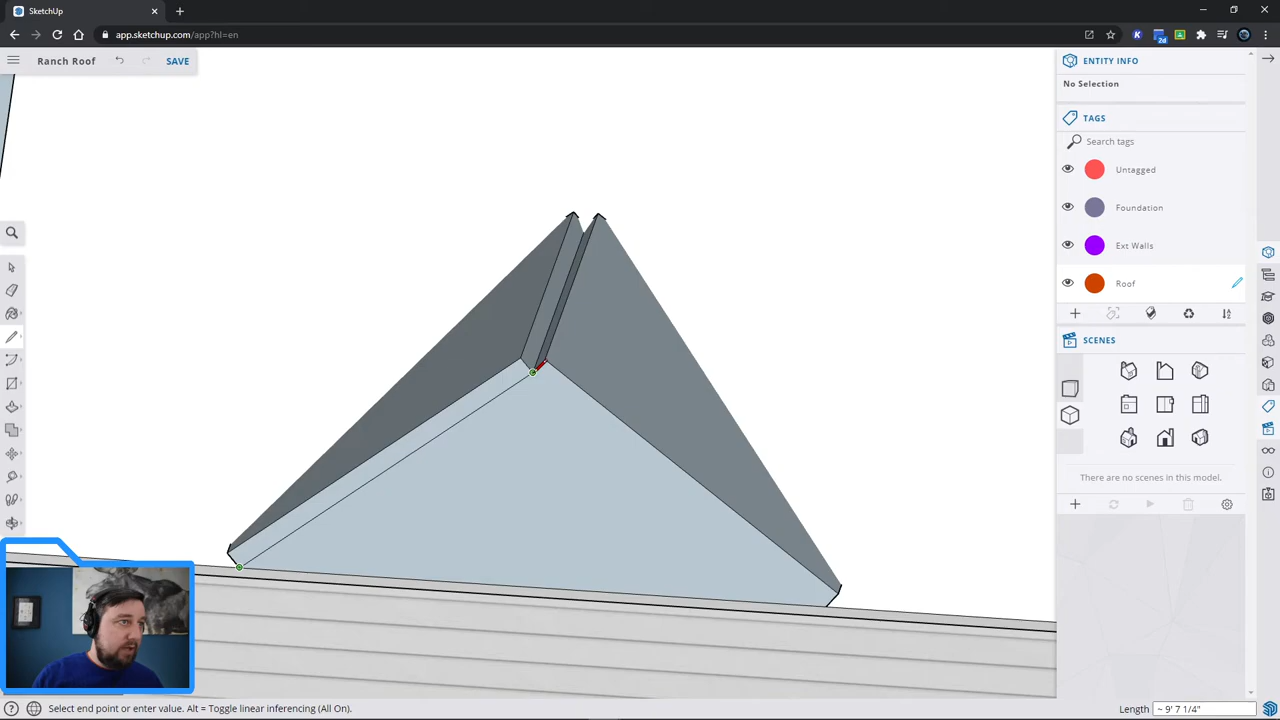 SketchUp
app.sketchup.com/app?hl=en
Ranch Roof
SAVE
ENTITY INFO
No Selection
TAGS
Search tags
Untagged
Foundation
Ext Walls
Roof
SCENES
There are no scenes in this model.
Select end point or enter value. Alt = Toggle linear inferencing (All On).
Length
~ 9' 7 1/4"